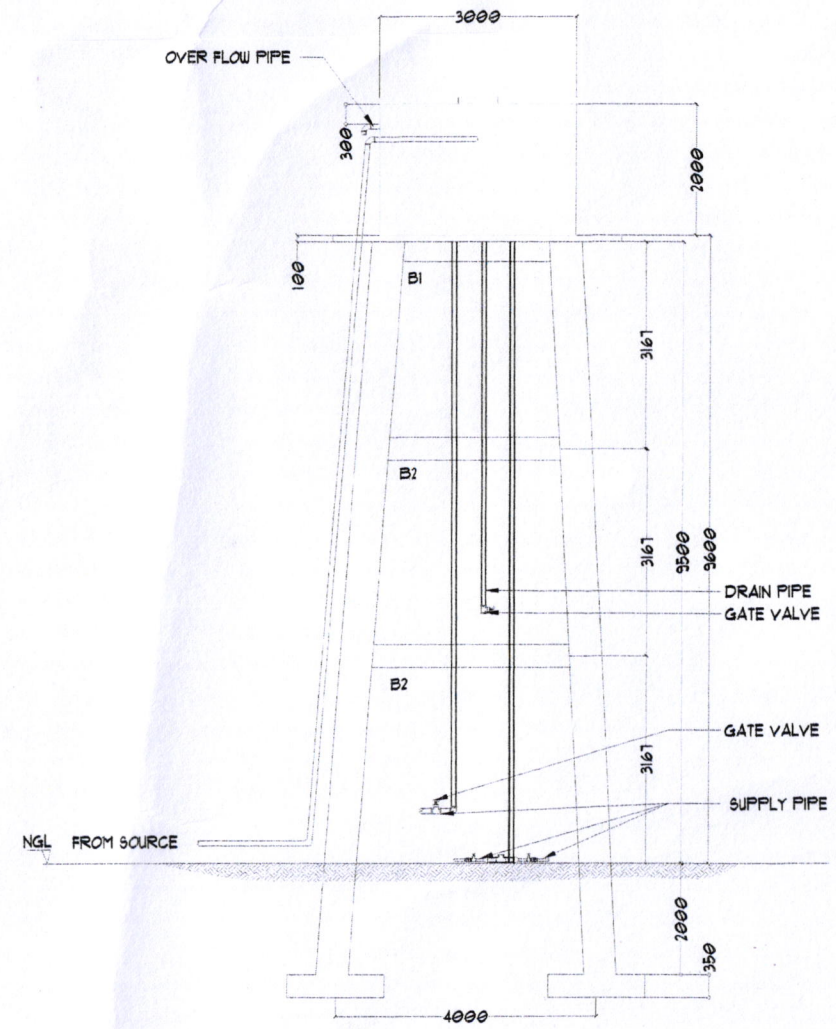 3000
OVER FLOW PIPE
300
2000
100
B1
3167
B2
3167
9500
9600
DRAIN PIPE
GATE VALVE
B2
GATE VALVE
3167
SUPPLY PIPE
NGL FROM SOURCE
2000
350
4000